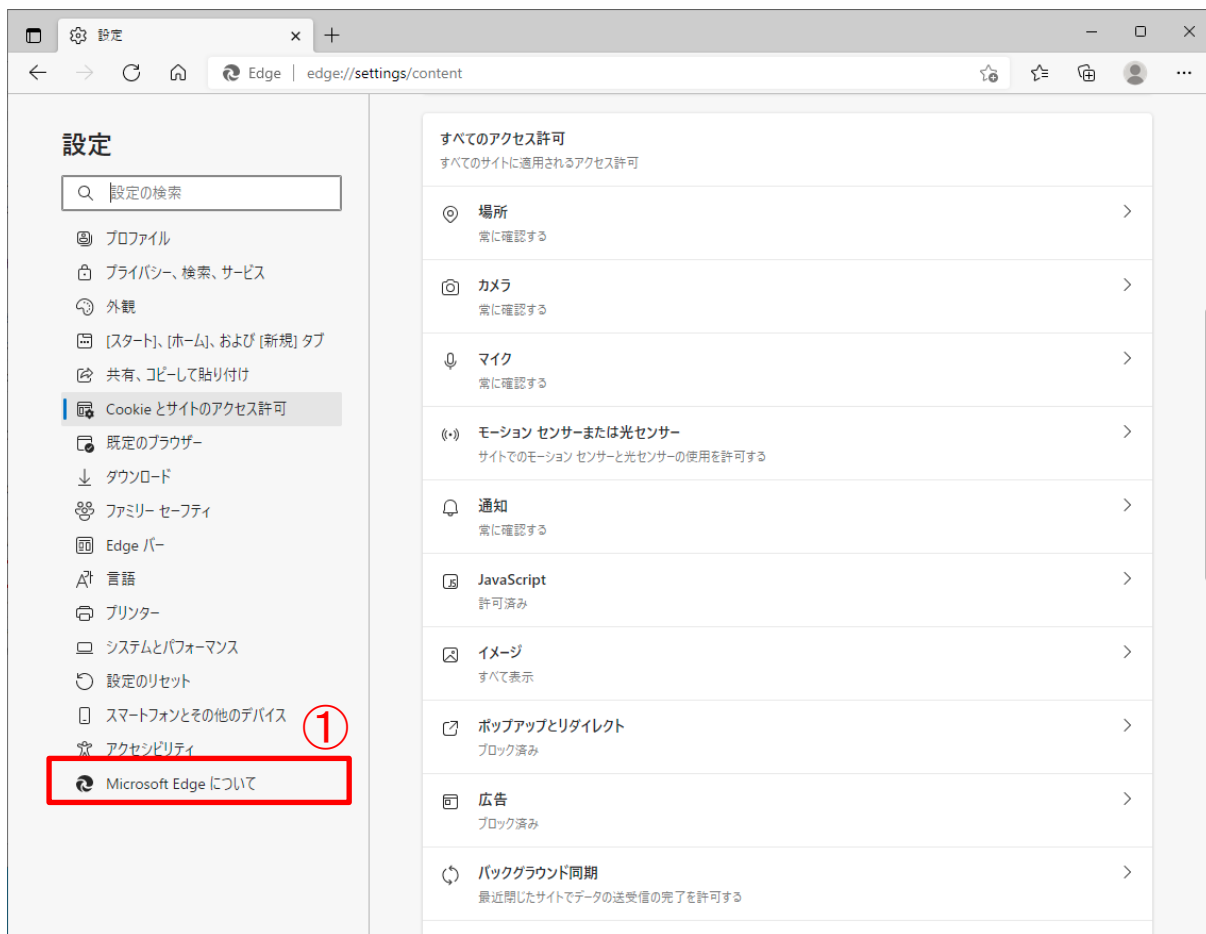 設定
Edge | edge://settings/content
設定
設定の検索
プロファイル
プライバシー、検索、サービス
外観
[スタート]、[ホーム]、および [新規] タブ
共有、コピーして貼り付け
Cookie とサイトのアクセス許可
既定のブラウザー
ダウンロード
ファミリー セーフティ
Edge バー
言語
プリンター
システムとパフォーマンス
設定のリセット
スマートフォンとその他のデバイス
①
アクセシビリティ
Microsoft Edge について
すべてのアクセス許可
すべてのサイトに適用されるアクセス許可
場所
常に確認する
カメラ
常に確認する
マイク
常に確認する
モーション センサーまたは光センサー
サイトでのモーション センサーと光センサーの使用を許可する
通知
常に確認する
JavaScript
許可済み
イメージ
すべて表示
ポップアップとリダイレクト
ブロック済み
広告
ブロック済み
バックグラウンド同期
最近閉じたサイトでデータの送受信の完了を許可する